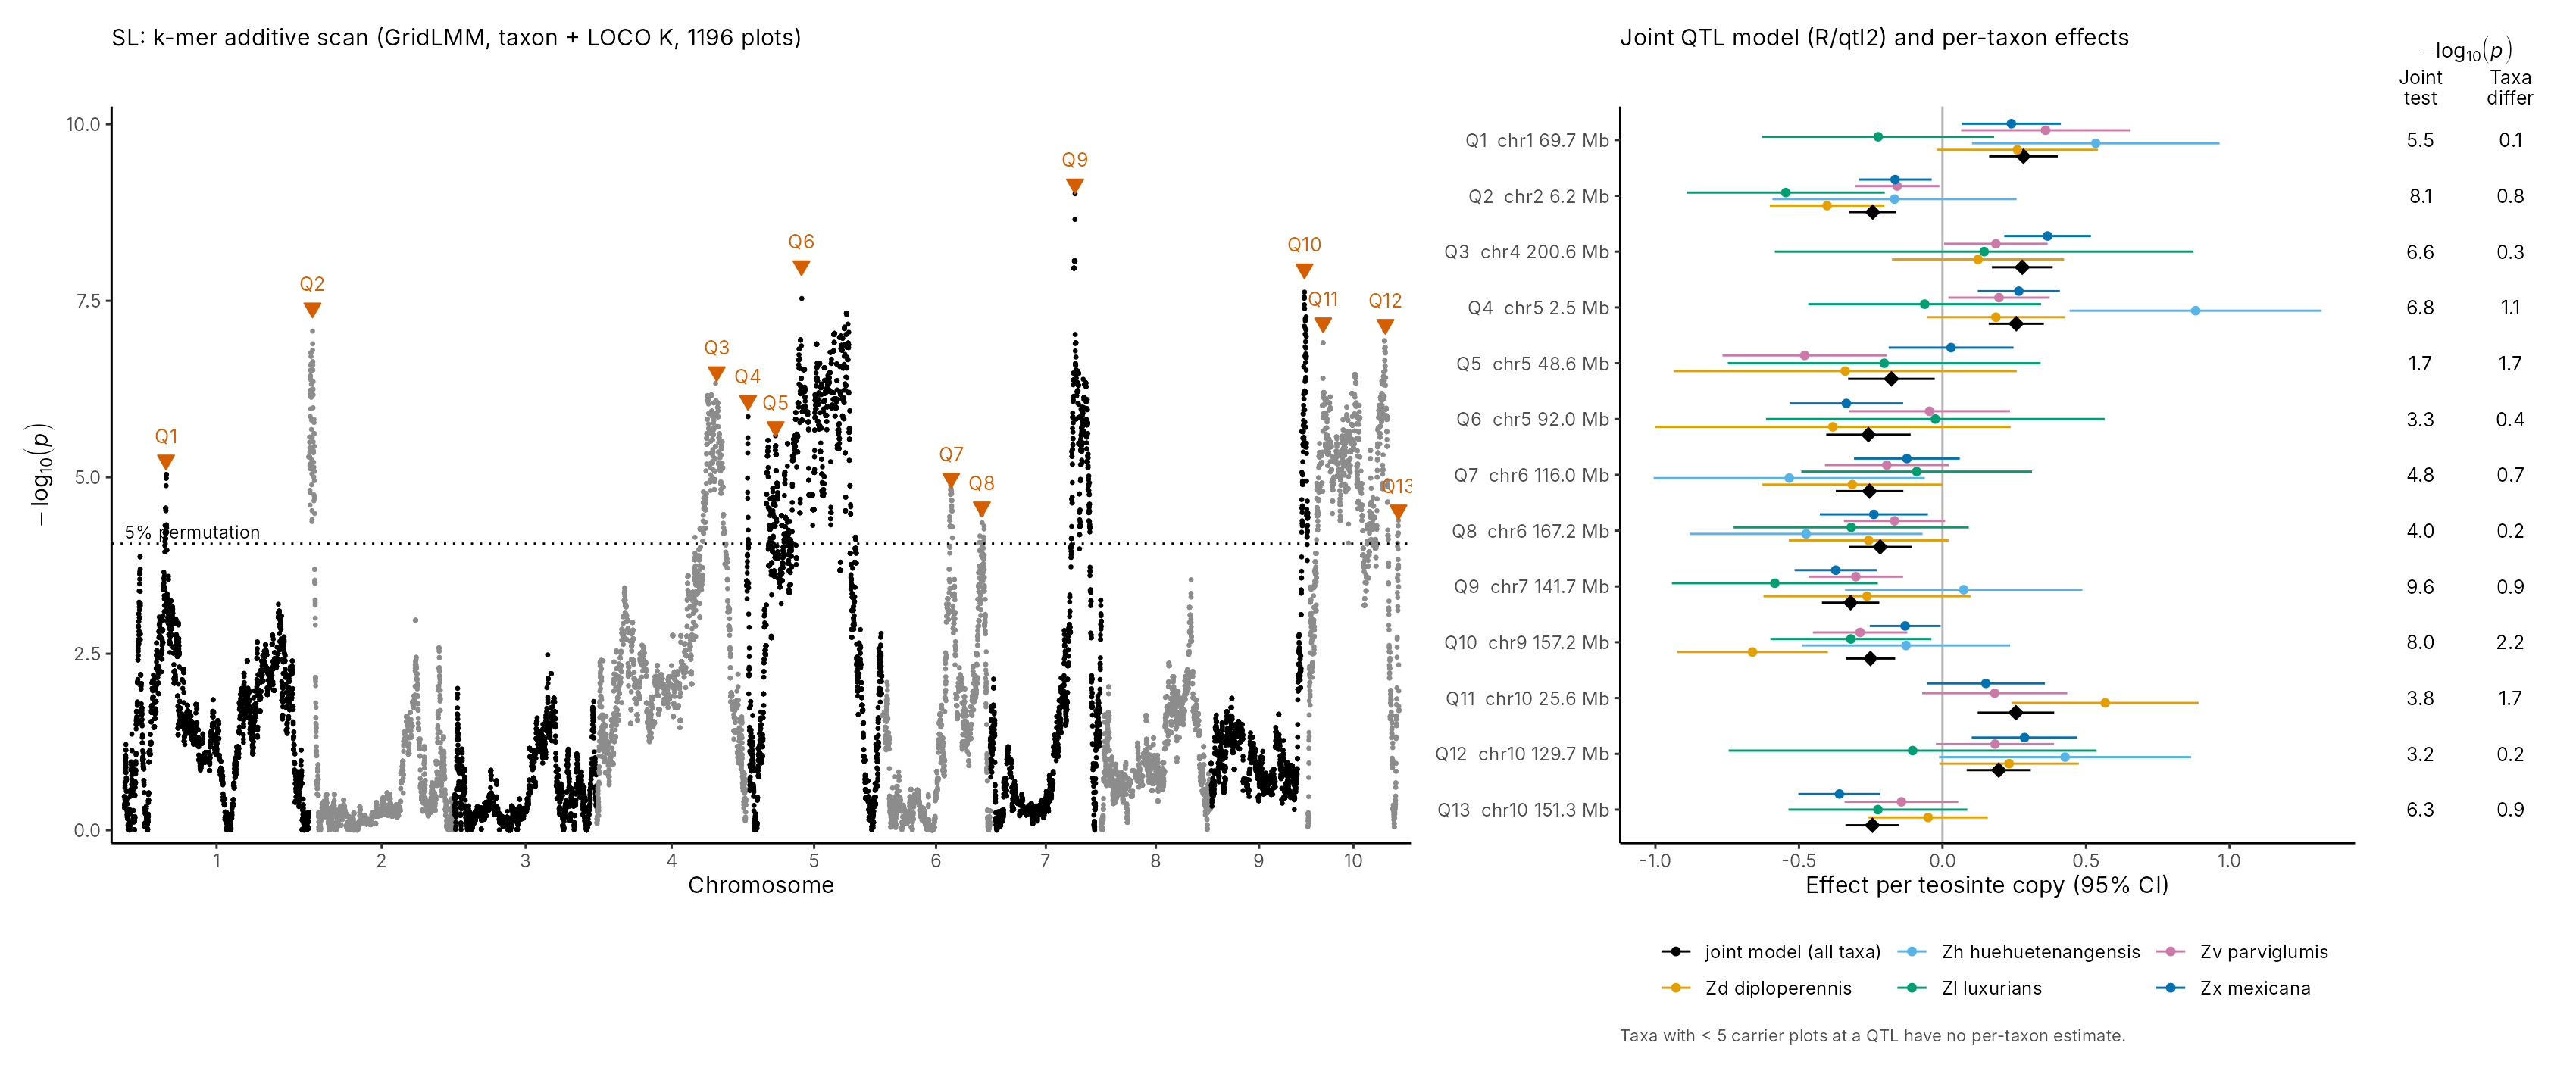 SL: k-mer additive scan (GridLMM, taxon + LOCO K, 1196 plots)
10.0
7.5
5.0
2.5
0.0
− log10(p)
5% permutation
Q1
Q2
Q3
Q4
Q5
Q6
Q7
Q8
Q9
Q10
Q11
Q12
Q13
1 2 3 4 5 6 7 8 9 10
Chromosome
Joint QTL model (R/qtl2) and per-taxon effects
− log10(p)
Joint test
Taxa differ
Q1 chr1 69.7 Mb 5.5 0.1
Q2 chr2 6.2 Mb 8.1 0.8
Q3 chr4 200.6 Mb 6.6 0.3
Q4 chr5 2.5 Mb 6.8 1.1
Q5 chr5 48.6 Mb 1.7 1.7
Q6 chr5 92.0 Mb 3.3 0.4
Q7 chr6 116.0 Mb 4.8 0.7
Q8 chr6 167.2 Mb 4.0 0.2
Q9 chr7 141.7 Mb 9.6 0.9
Q10 chr9 157.2 Mb 8.0 2.2
Q11 chr10 25.6 Mb 3.8 1.7
Q12 chr10 129.7 Mb 3.2 0.2
Q13 chr10 151.3 Mb 6.3 0.9
-1.0 -0.5 0.0 0.5 1.0
Effect per teosinte copy (95% CI)
joint model (all taxa) Zh huehuetenangensis Zv parviglumis
Zd diploperennis Zl luxurians Zx mexicana
Taxa with < 5 carrier plots at a QTL have no per-taxon estimate.